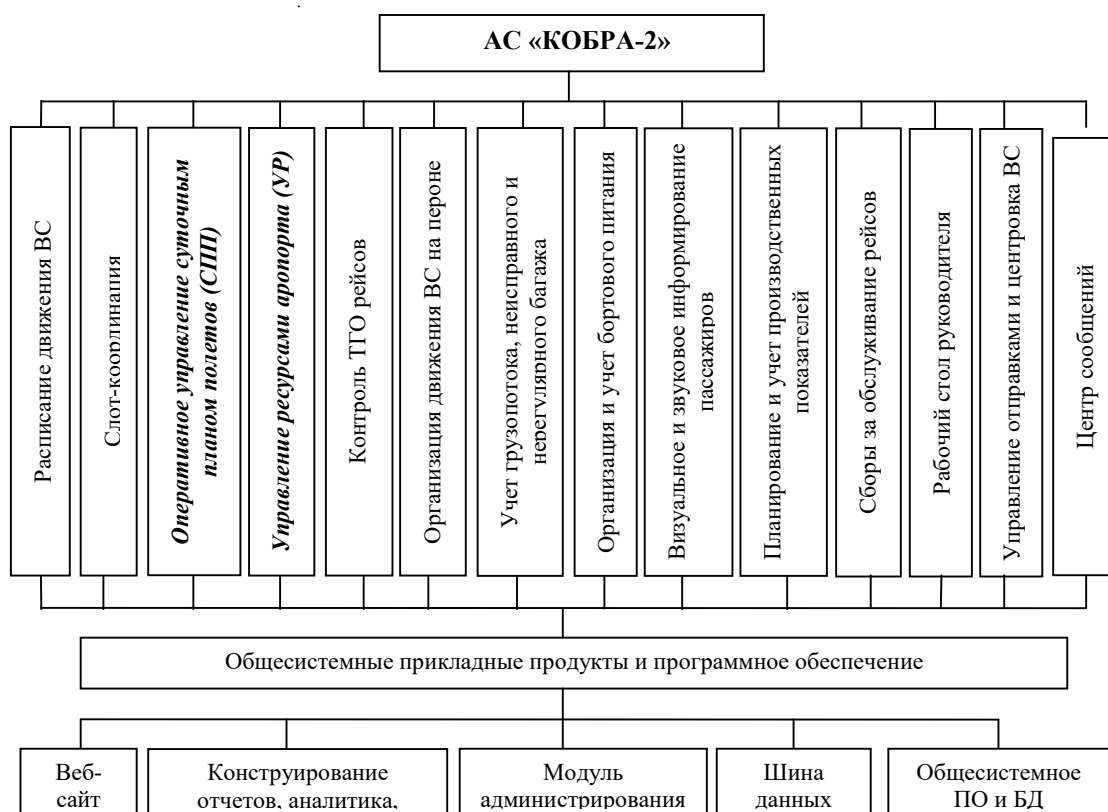 АС «КОБРА-2»
Расписание движения ВС
Слот-координация
Оперативное управление суточным
планом полетов (СПП)
Управление ресурсами аропорта (УР)
Контроль ТГО рейсов
Организация движения ВС на пероне
Учет грузопотока, неисправного и
нерегулярного багажа
Организация и учет бортового питания
Визуальное и звуковое информирование
пассажиров
Планирование и учет производственных
показателей
Сборы за обслуживание рейсов
Рабочий стол руководителя
Управление отправками и центровка ВС
Центр сообщений
Общесистемные прикладные продукты и программное обеспечение
Веб-
сайт
Конструирование
отчетов, аналитика,
Модуль
администрирования
Шина
данных
Общесистемное
ПО и БД